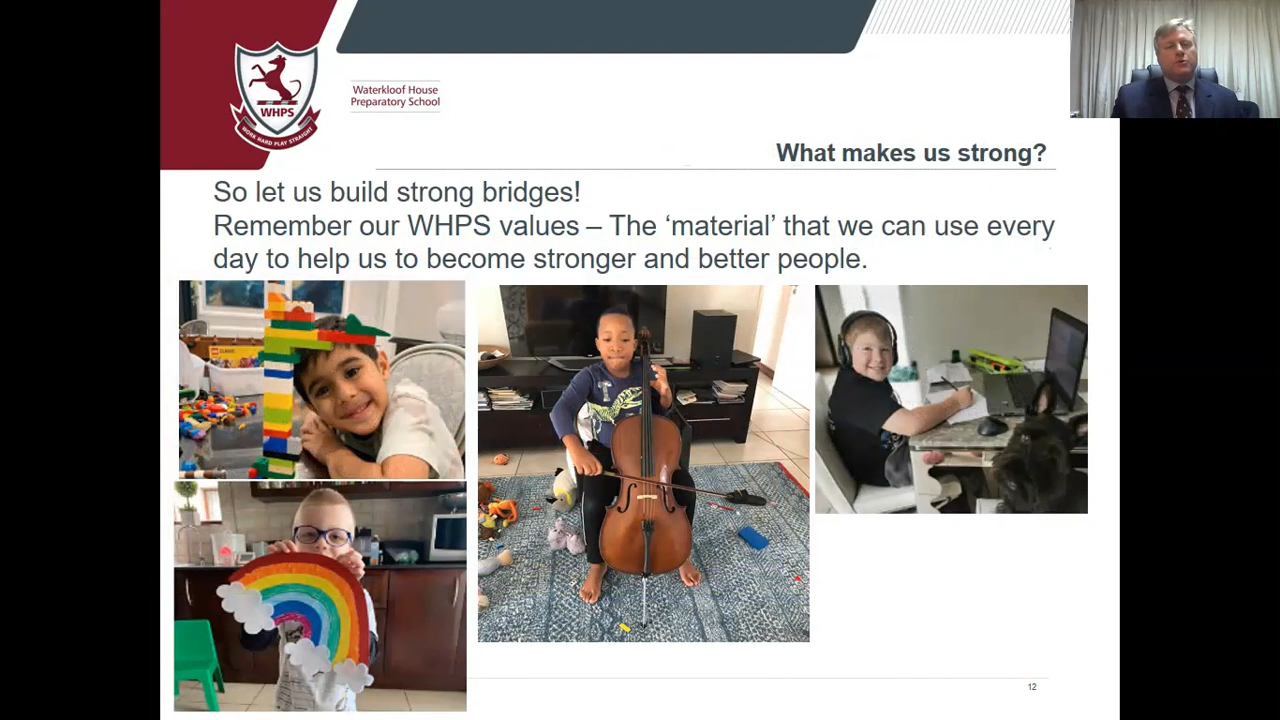 WHPS
WORK HARD PLAY STRAIGHT
Waterkloof House
Preparatory School
What makes us strong?
So let us build strong bridges!
Remember our WHPS values – The ‘material’ that we can use every
day to help us to become stronger and better people.
12